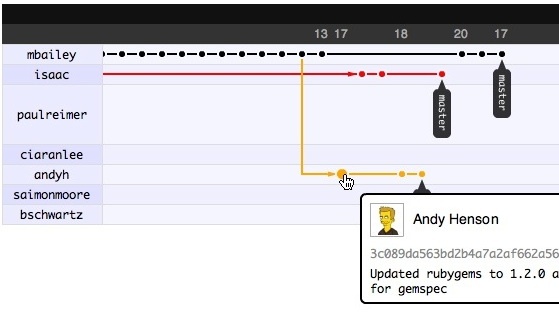 13 17 18 20 17
mbailey
isaac
master
master
paulreimer
ciaranlee
andyh
saimonmoore
bschwartz
Andy Henson
3c089da563bd2b4a7a2af662a56
Updated rubygems to 1.2.0 a
for gemspec